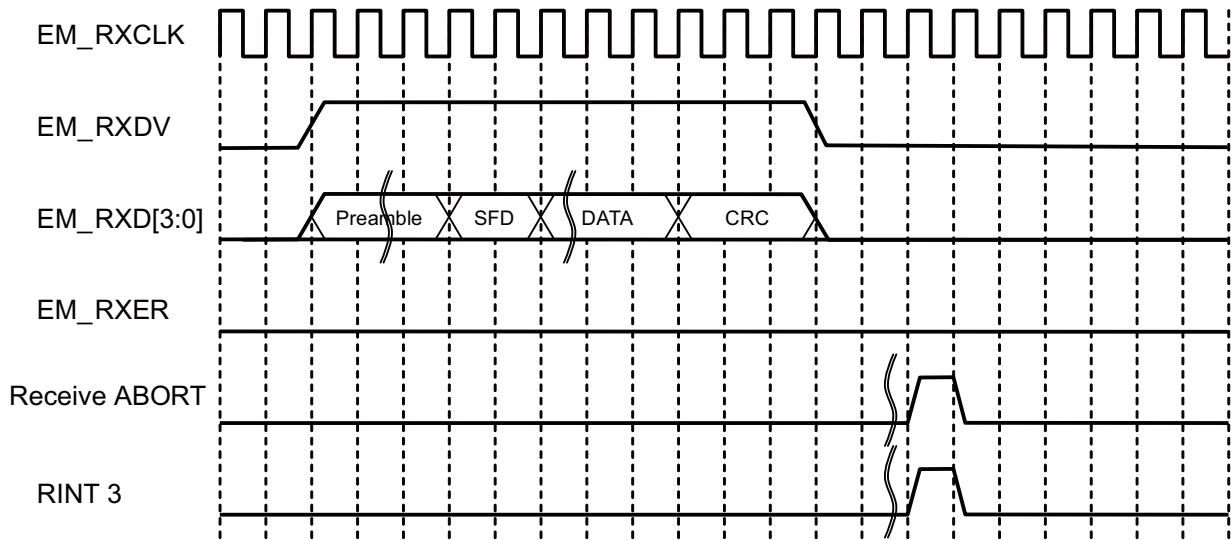 EM_RXCLK
EM_RXDV
EM_RXD[3:0]
Preamble SFD DATA CRC
EM_RXER
Receive ABORT
RINT 3